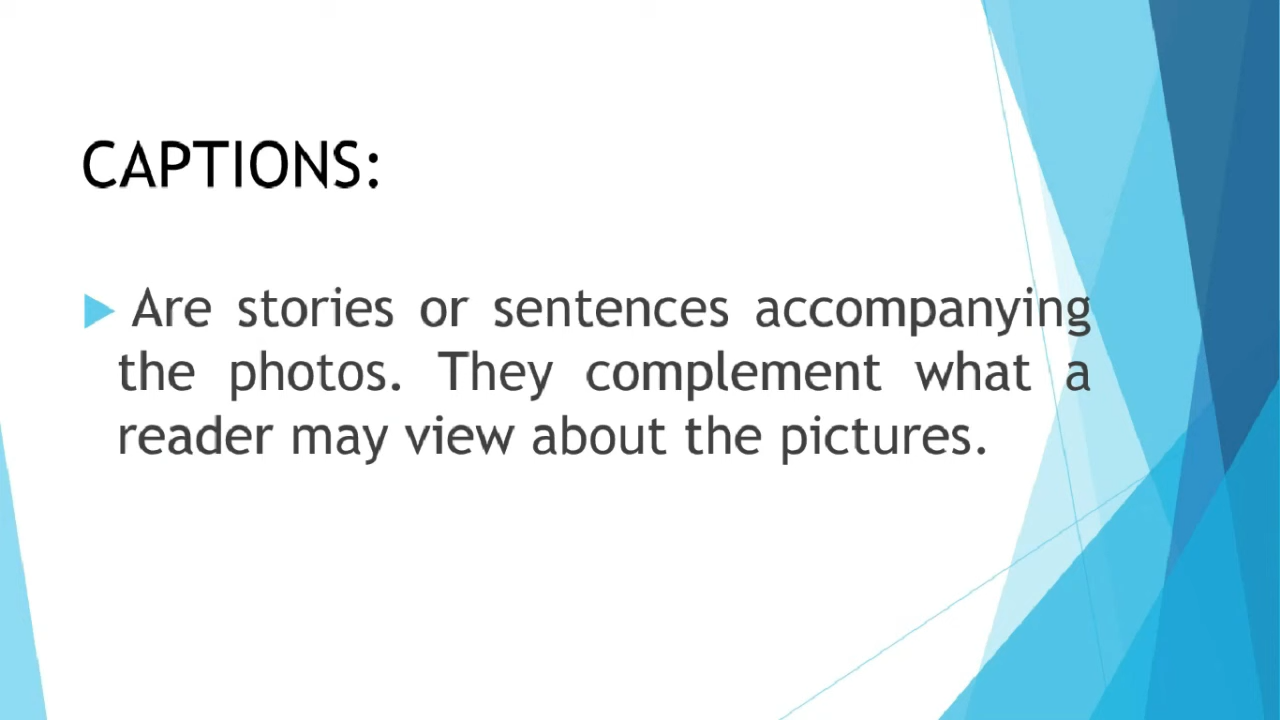 CAPTIONS:
Are stories or sentences accompanying
the photos. They complement what a
reader may view about the pictures.